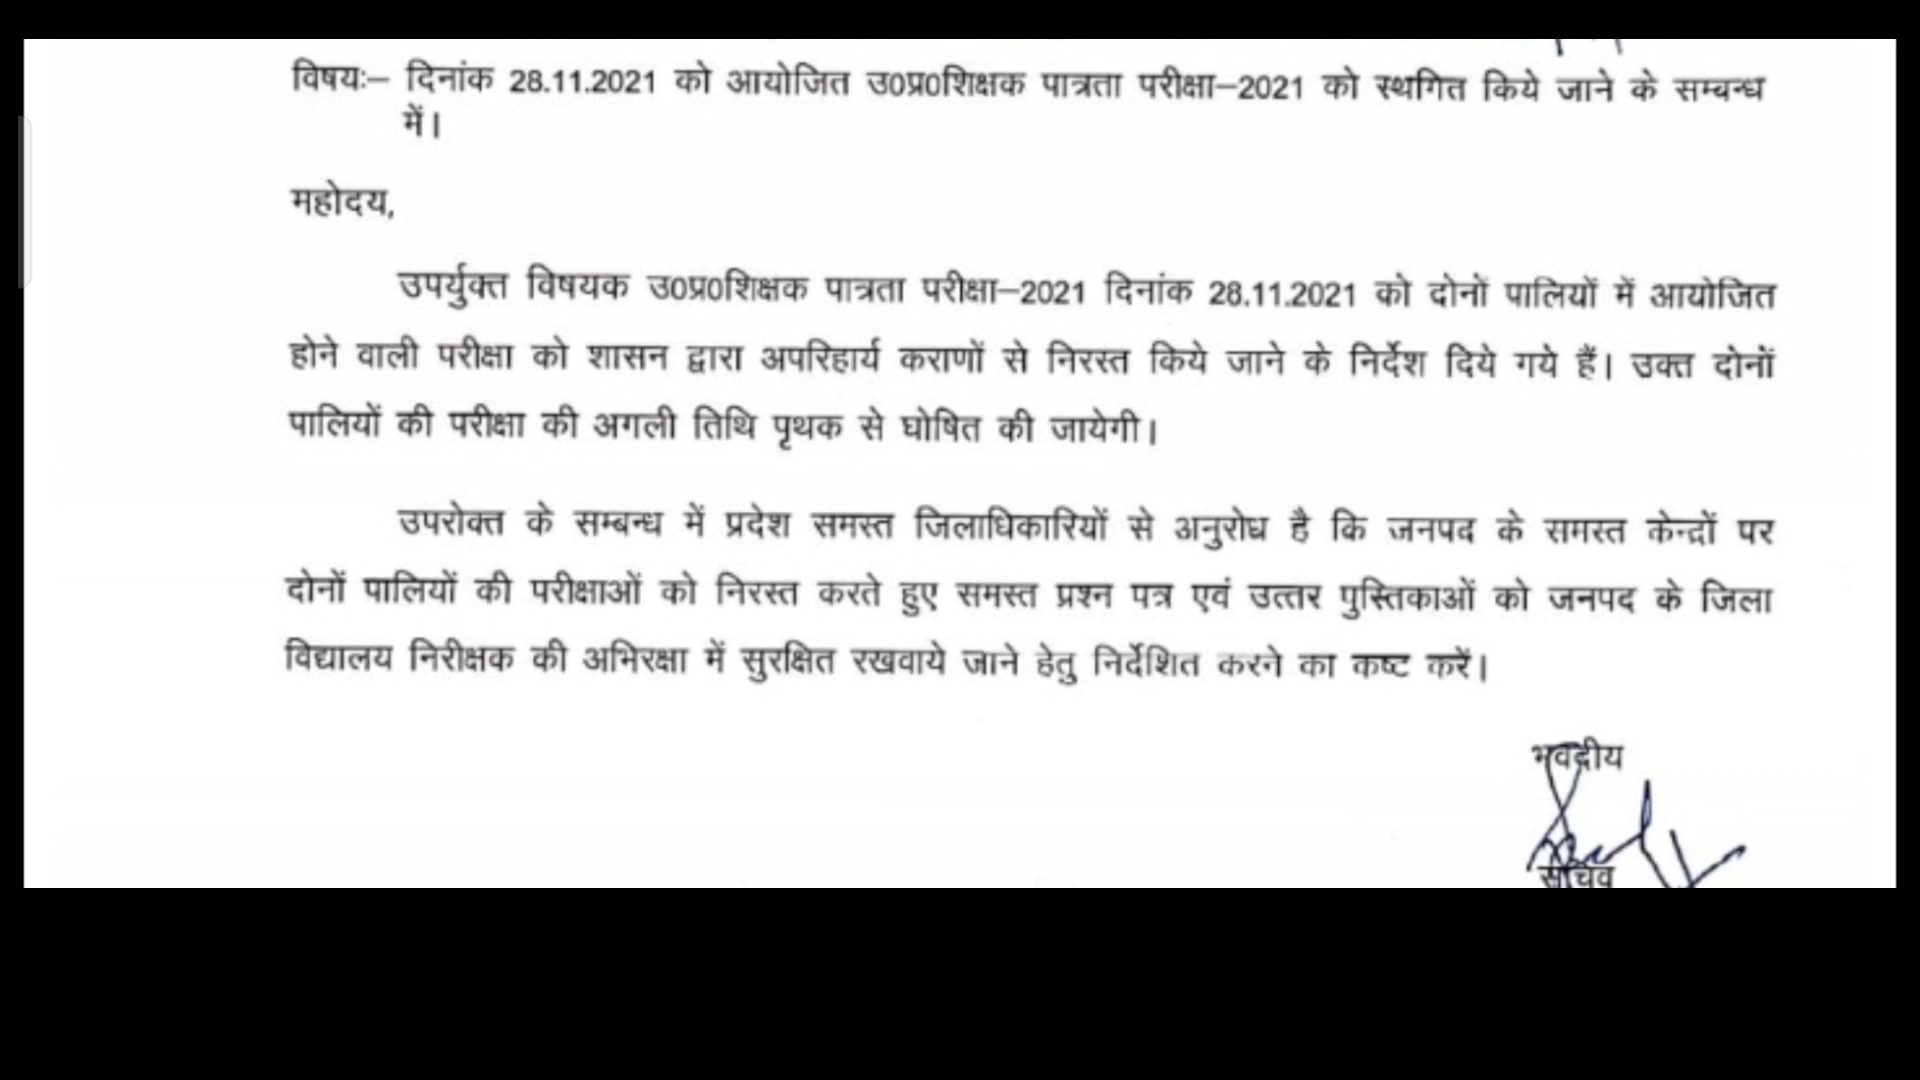 विषयः– दिनांक 28.11.2021 को आयोजित उ0प्र0शिक्षक पात्रता परीक्षा–2021 को स्थगित किये जाने के सम्बन्ध
में।
महोदय,
उपर्युक्त विषयक उ0प्र0शिक्षक पात्रता परीक्षा–2021 दिनांक 28.11.2021 को दोनों पालियों में आयोजित
होने वाली परीक्षा को शासन द्वारा अपरिहार्य कराणों से निरस्त किये जाने के निर्देश दिये गये हैं। उक्त दोनों
पालियों की परीक्षा की अगली तिथि पृथक से घोषित की जायेगी।
उपरोक्त के सम्बन्ध में प्रदेश समस्त जिलाधिकारियों से अनुरोध है कि जनपद के समस्त केन्द्रों पर
दोनों पालियों की परीक्षाओं को निरस्त करते हुए समस्त प्रश्न पत्र एवं उत्तर पुस्तिकाओं को जनपद के जिला
विद्यालय निरीक्षक की अभिरक्षा में सुरक्षित रखवाये जाने हेतु निर्देशित करने का कष्ट करें।
भवदीय
सचिव